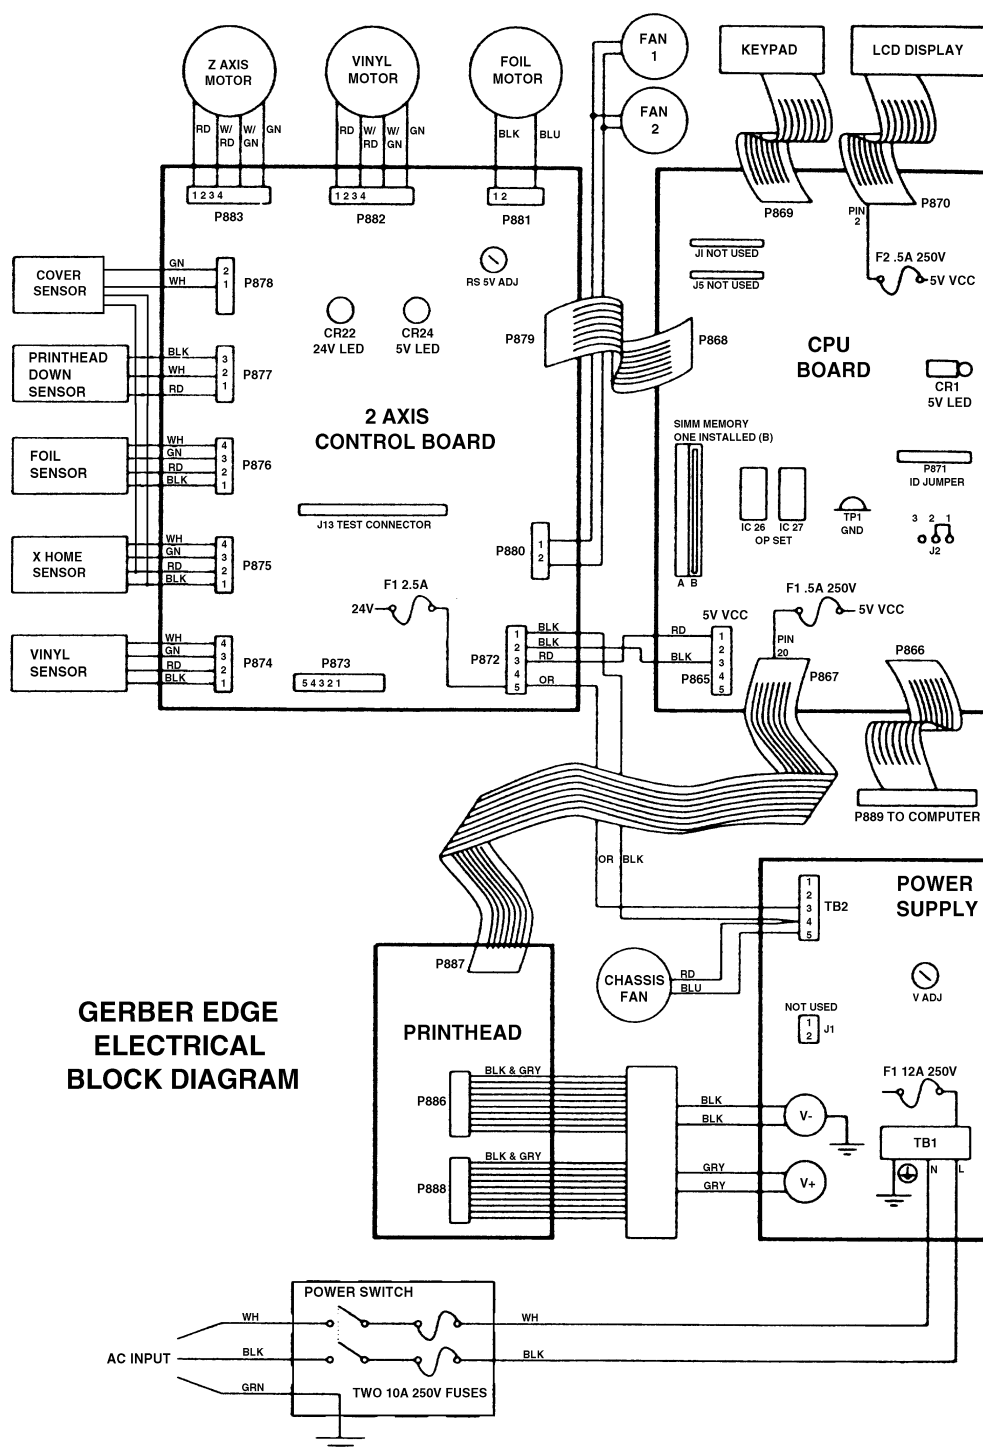 Z AXIS
MOTOR
VINYL
MOTOR
FOIL
MOTOR
FAN
1
FAN
2
KEYPAD
LCD DISPLAY
RD
W/
RD
W/
GN
GN
RD
W/
RD
W/
GN
GN
BLK
BLU
1 2 3 4
P883
1 2 3 4
P882
1 2
P881
P869
PIN
2
P870
COVER
SENSOR
GN
WH
2
1
P878
RS 5V ADJ
J1 NOT USED
J5 NOT USED
F2 .5A 250V
5V VCC
CR22
24V LED
CR24
5V LED
P879
P868
CPU
BOARD
CR1
5V LED
PRINTHEAD
DOWN
SENSOR
BLK
WH
RD
3
2
1
P877
2 AXIS
CONTROL BOARD
SIMM MEMORY
ONE INSTALLED (B)
FOIL
SENSOR
WH
GN
RD
BLK
4
3
2
1
P876
P871
ID JUMPER
J13 TEST CONNECTOR
IC 26
IC 27
OP SET
TP1
GND
3 2 1
J2
A B
X HOME
SENSOR
WH
GN
RD
BLK
4
3
2
1
P875
P880
1
2
F1 2.5A
24V
F1 .5A 250V
5V VCC
5V VCC
VINYL
SENSOR
WH
GN
RD
BLK
4
3
2
1
P874
P873
5 4 3 2 1
P872
1
2
3
4
5
BLK
BLK
RD
OR
RD
BLK
P865
1
2
3
4
5
PIN
20
P867
P866
P889 TO COMPUTER
OR
BLK
POWER
SUPPLY
1
2
3
4
5
TB2
P887
CHASSIS
FAN
RD
BLU
V ADJ
NOT USED
1
2
J1
GERBER EDGE
ELECTRICAL
BLOCK DIAGRAM
PRINTHEAD
BLK & GRY
P886
BLK & GRY
P888
BLK
BLK
V-
GRY
GRY
V+
F1 12A 250V
TB1
N
L
POWER SWITCH
AC INPUT
WH
BLK
GRN
WH
BLK
TWO 10A 250V FUSES